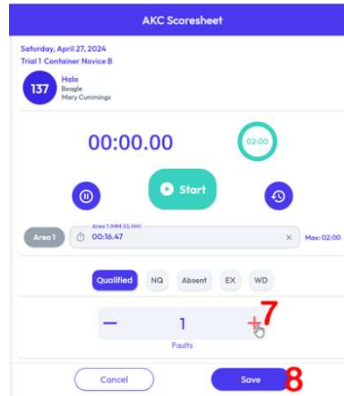 AKC Scoresheet
Saturday, April 27, 2024
Trial 1 Container Novice B
137
Halo
Beagle
Mary Cummings
00:00.00
02:00
Start
Area 1
Area 1 (MM:SS.HH)
00:16.47
Max: 02:00
Qualified NQ Absent EX WD
1
7
Faults
Cancel
Save
8